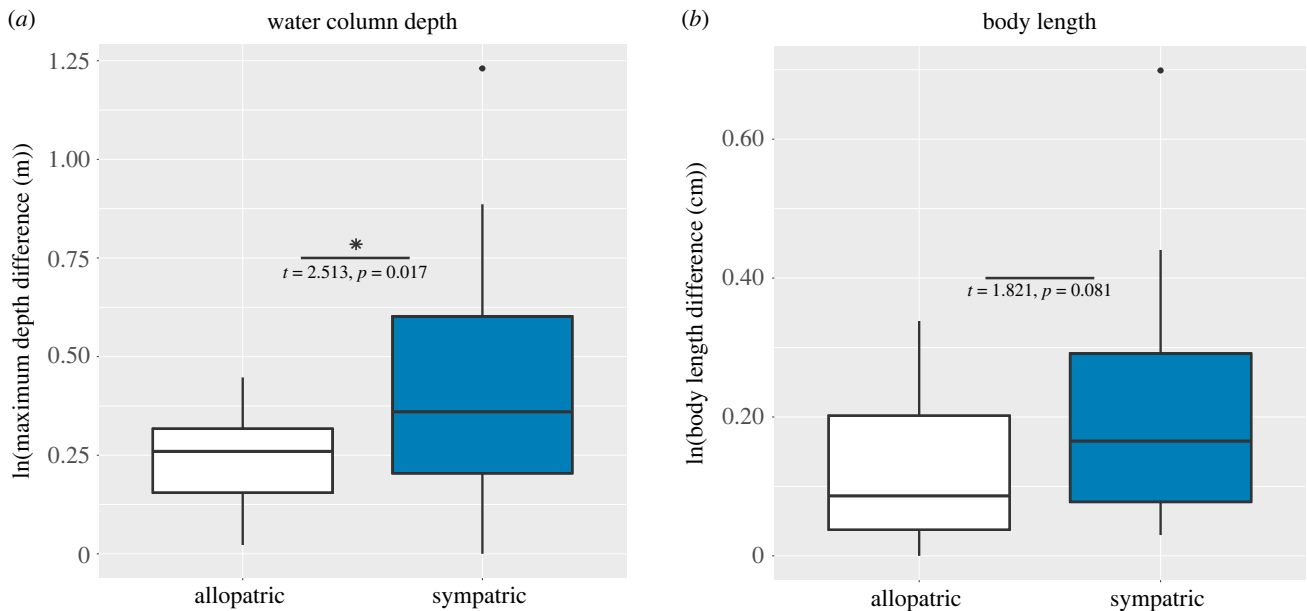 (a)
water column depth
ln(maximum depth difference (m))
1.25
1.00
0.75
0.50
0.25
0
*
t = 2.513, p = 0.017
allopatric
sympatric
(b)
body length
ln(body length difference (cm))
0.60
0.40
0.20
0
t = 1.821, p = 0.081
allopatric
sympatric